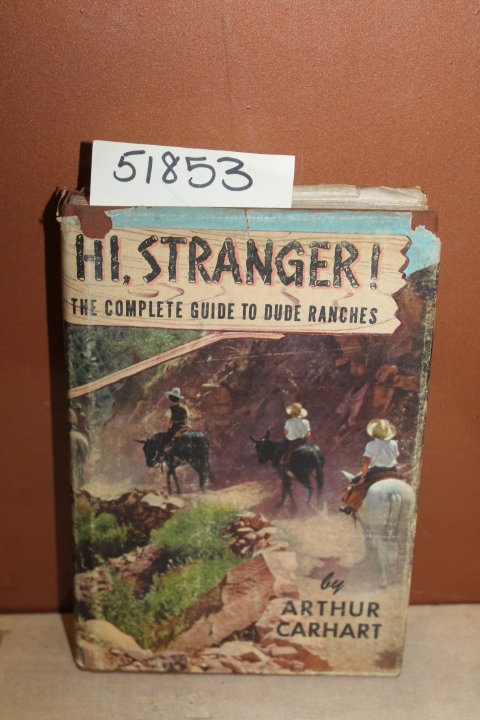 51853
HI, STRANGER!
THE COMPLETE GUIDE TO DUDE RANCHES
by
ARTHUR
CARHART